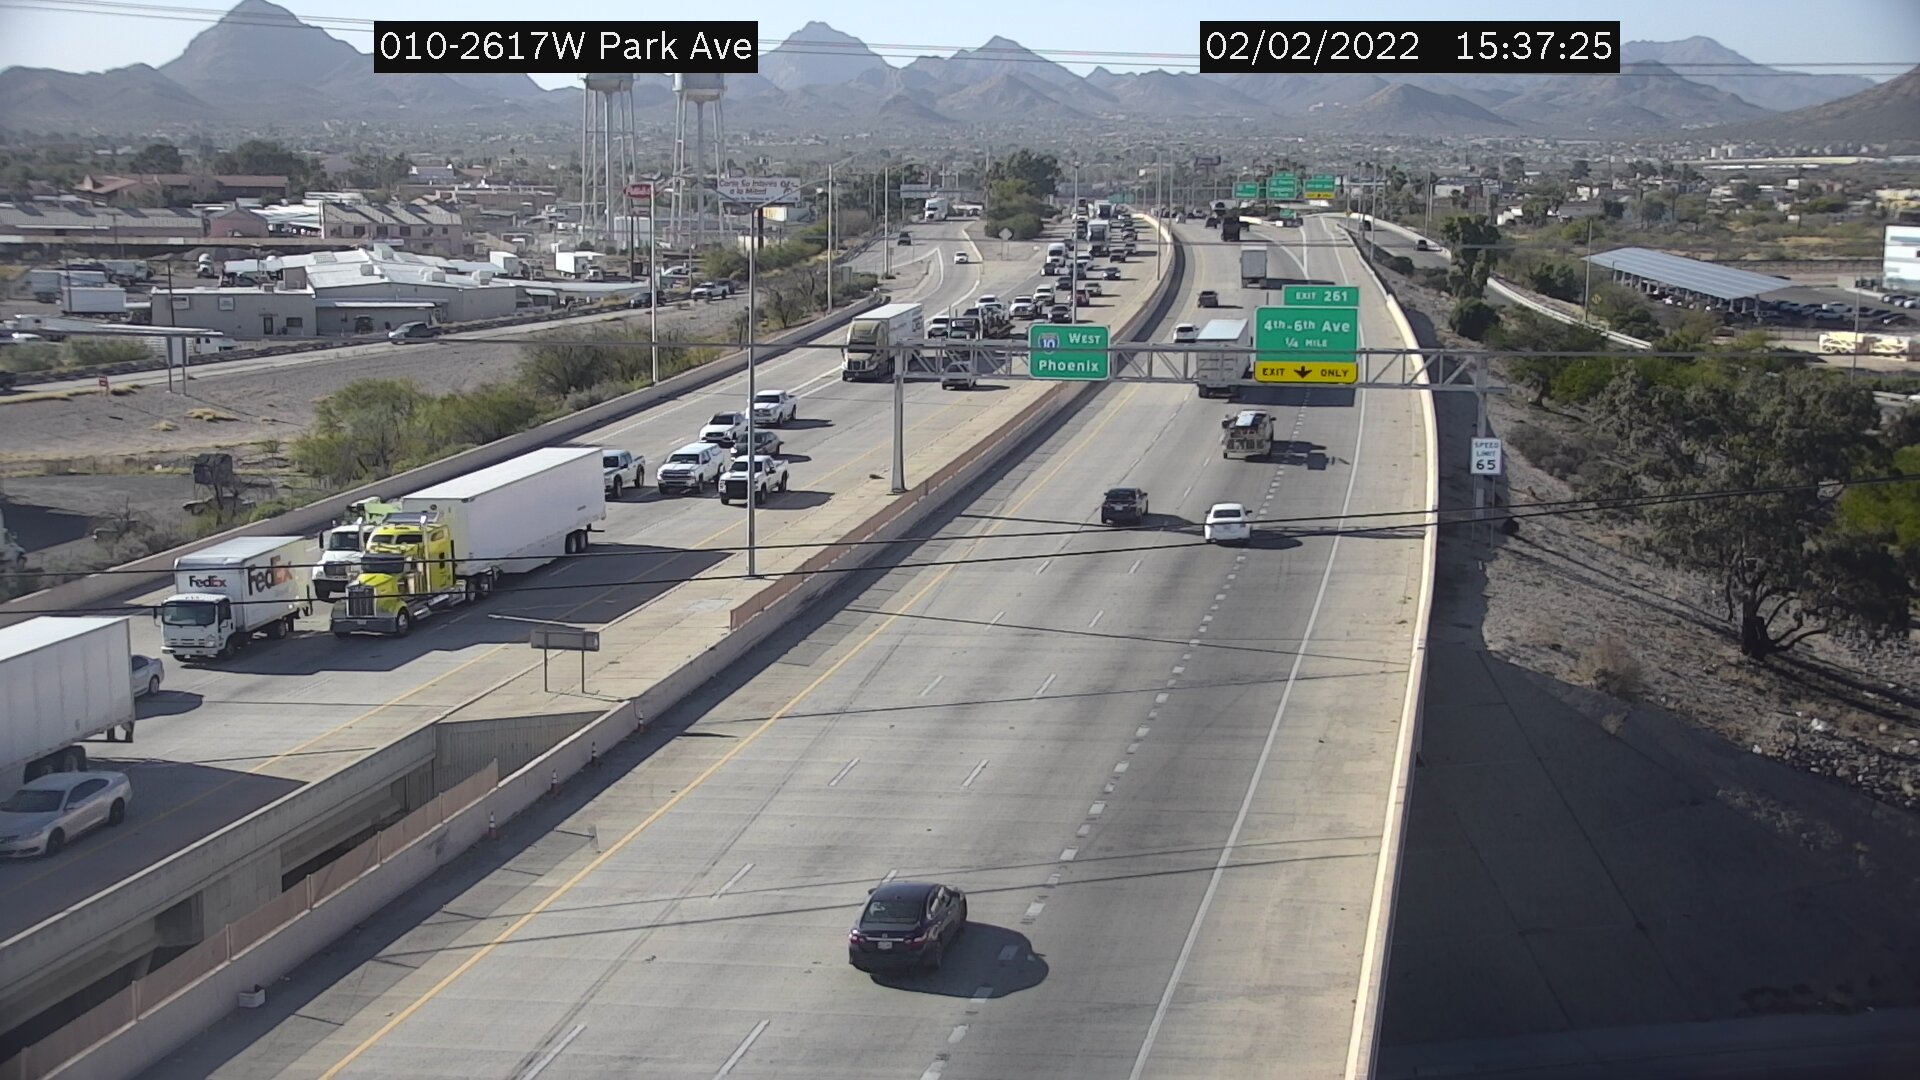 010-2617W Park Ave
02/02/2022 15:37:25
EXIT 261
4th-6th Ave
1/4 MILE
EXIT ONLY
10 WEST
Phoenix
SPEED
LIMIT
65
FedEx
FedEx